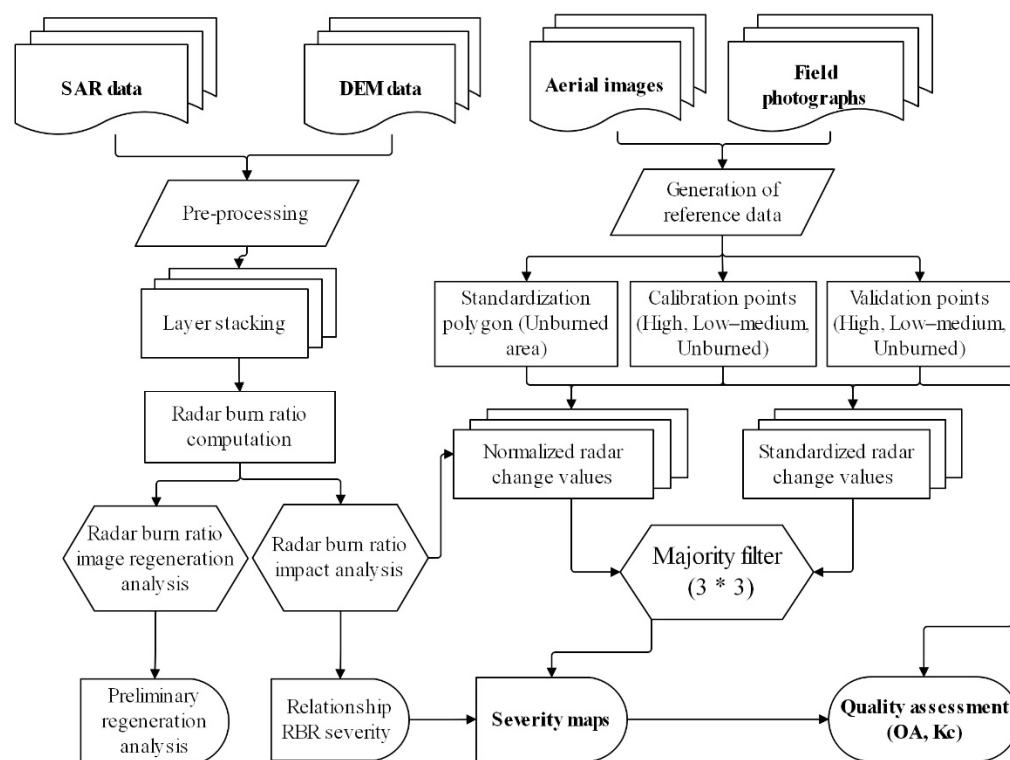 SAR data
DEM data
Aerial images
Field
photographs
Pre-processing
Generation of
reference data
Layer stacking
Standardization
polygon (Unburned
area)
Calibration points
(High, Low–medium,
Unburned)
Validation points
(High, Low–medium,
Unburned)
Radar burn ratio
computation
Normalized radar
change values
Standardized radar
change values
Radar burn ratio
image regeneration
analysis
Radar burn ratio
impact analysis
Majority filter
(3 * 3)
Preliminary
regeneration
analysis
Relationship
RBR severity
Severity maps
Quality assessment
(OA, Kc)